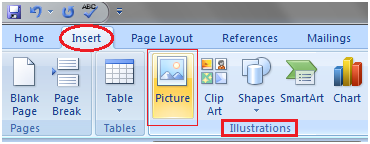 ABC
Home Insert Page Layout References Mailings
Blank Page
Page Break
Table
Picture
Clip Art
Shapes
SmartArt
Chart
Pages Tables Illustrations